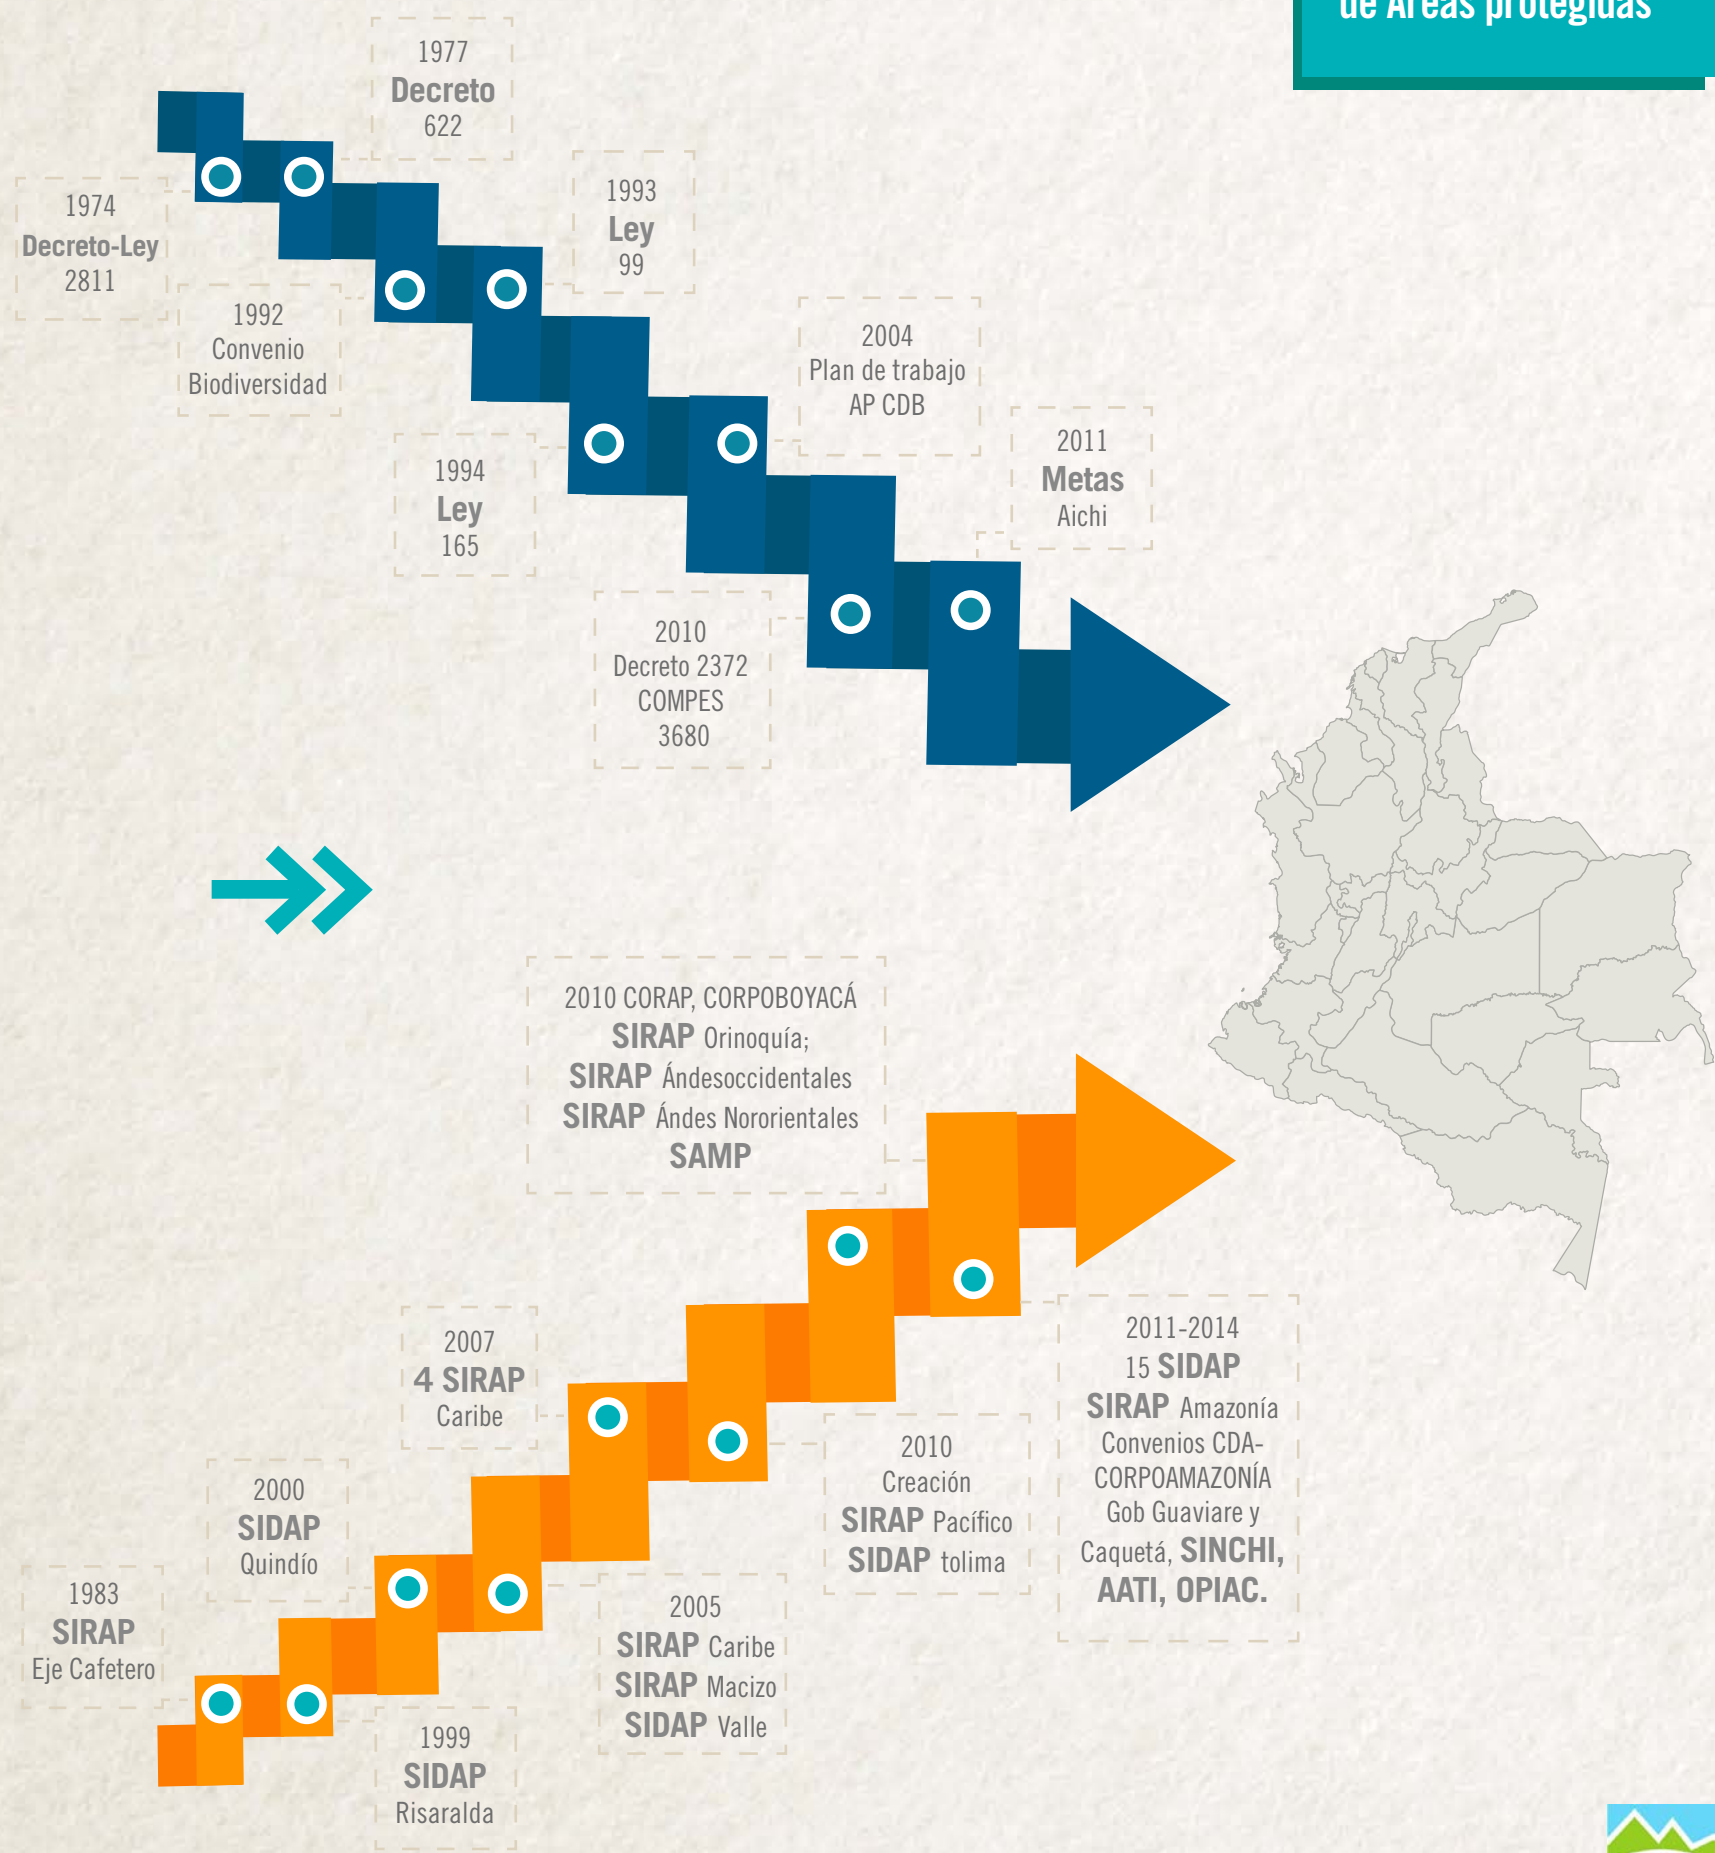 de Áreas protegidas
1977
Decreto
622
1974
Decreto-Ley
2811
1993
Ley
99
1992
Convenio
Biodiversidad
2004
Plan de trabajo
AP CDB
2011
Metas
Aichi
1994
Ley
165
2010
Decreto 2372
COMPES
3680
2010 CORAP, CORPOBOYACÁ
SIRAP Orinoquía;
SIRAP Ándesoccidentales
SIRAP Ándes Nororientales
SAMP
2007
4 SIRAP
Caribe
2011-2014
15 SIDAP
SIRAP Amazonía
Convenios CDA-
CORPOAMAZONÍA
Gob Guaviare y
Caquetá, SINCHI,
AATI, OPIAC.
2010
Creación
SIRAP Pacífico
SIDAP tolima
2000
SIDAP
Quindío
1983
SIRAP
Eje Cafetero
2005
SIRAP Caribe
SIRAP Macizo
SIDAP Valle
1999
SIDAP
Risaralda